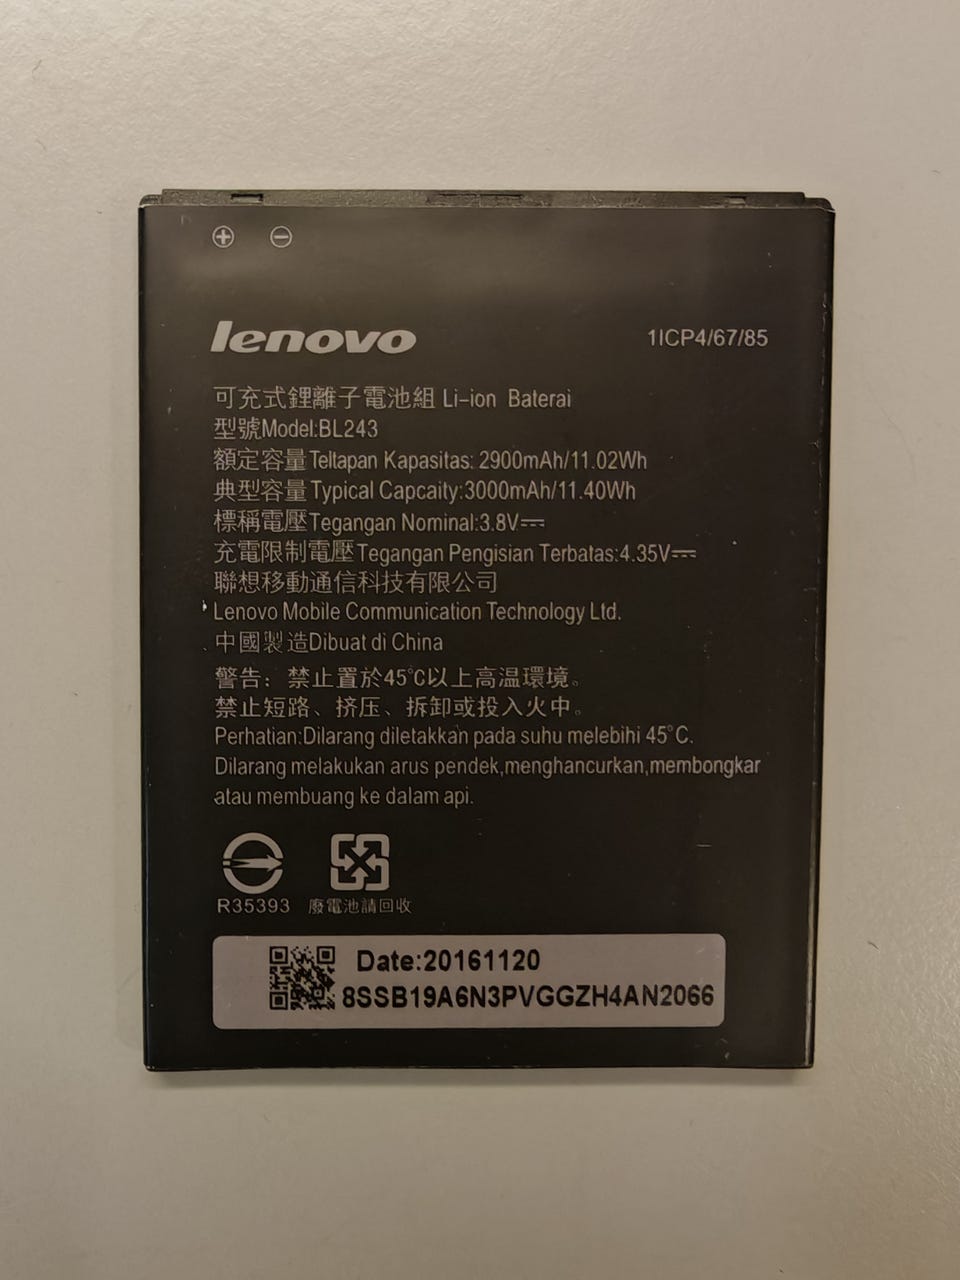 lenovo
1ICP4/67/85
可充式鋰離子電池組 Li-ion Baterai
型號Model:BL243
額定容量Teltapan Kapasitas: 2900mAh/11.02Wh
典型容量Typical Capcaity:3000mAh/11.40Wh
標稱電壓Tegangan Nominal:3.8V⎓
充電限制電壓Tegangan Pengisian Terbatas:4.35V⎓
聯想移動通信科技有限公司
Lenovo Mobile Communication Technology Ltd.
中國製造Dibuat di China
警告：禁止置於45°C以上高温環境。
禁止短路、挤压、拆卸或投入火中。
Perhatian:Dilarang diletakkan pada suhu melebihi 45°C.
Dilarang melakukan arus pendek,menghancurkan,membongkar
atau membuang ke dalam api.
R35393 廢電池請回收
Date:20161120
8SSB19A6N3PVGGZH4AN2066